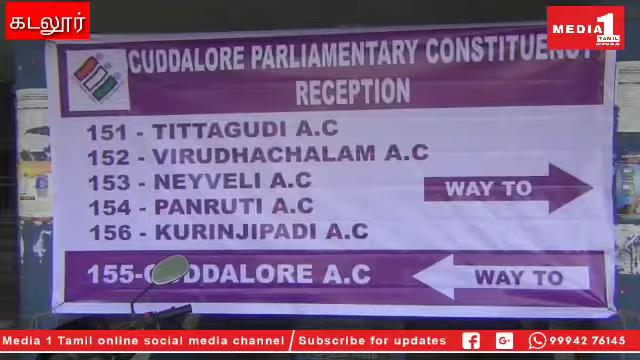 கடலூர்
MEDIA 1
TAMIL
CUDDALORE PARLIAMENTARY CONSTITUENCY
RECEPTION
151 - TITTAGUDI A.C
152 - VIRUDHACHALAM A.C
153 - NEYVELI A.C
154 - PANRUTI A.C
156 - KURINJIPADI A.C
WAY TO
155-CUDDALORE A.C
WAY TO
Media 1 Tamil online social media channel / Subscribe for updates f G+ 99942 76145